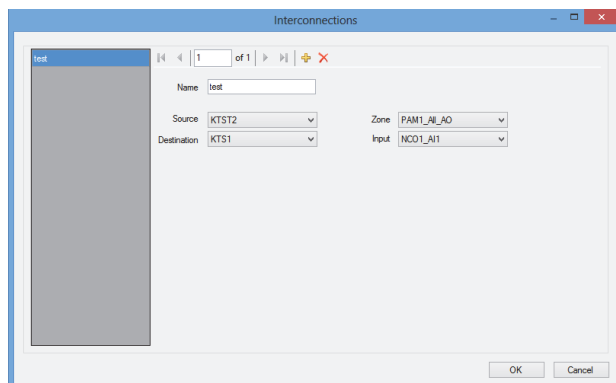 Interconnections
test
1 of 1
Name test
Source KTST2 Zone PAM1_All_AO
Destination KTS1 Input NCO1_AI1
OK Cancel